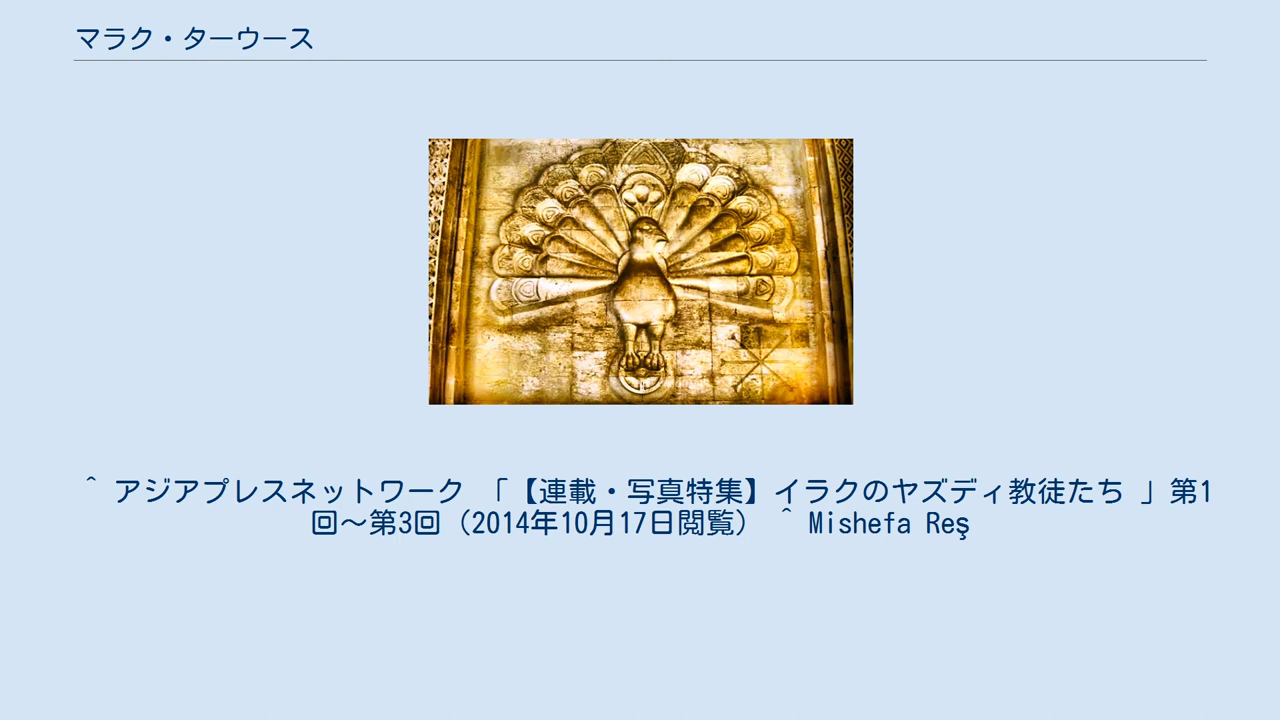 マラク・ターウース
＾ アジアプレスネットワーク 「【連載・写真特集】イラクのヤズディ教徒たち 」第1
回～第3回（2014年10月17日閲覧） ＾ Mishefa Reş